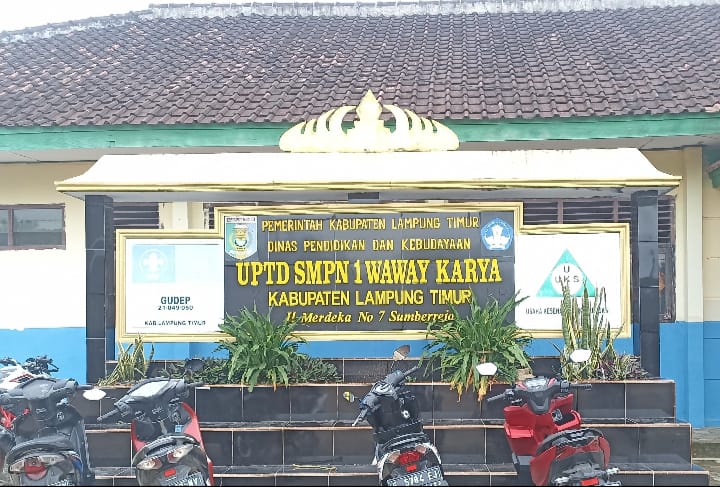 PEMERINTAH KABUPATEN LAMPUNG TIMUR
DINAS PENDIDIKAN DAN KEBUDAYAAN
UPTD SMPN 1 WAWAY KARYA
KABUPATEN LAMPUNG TIMUR
Jl. Merdeka No 7 Sumberrejo
GUDEP
KAB.LAMPUNG TIMUR
U
UKS
USAHA